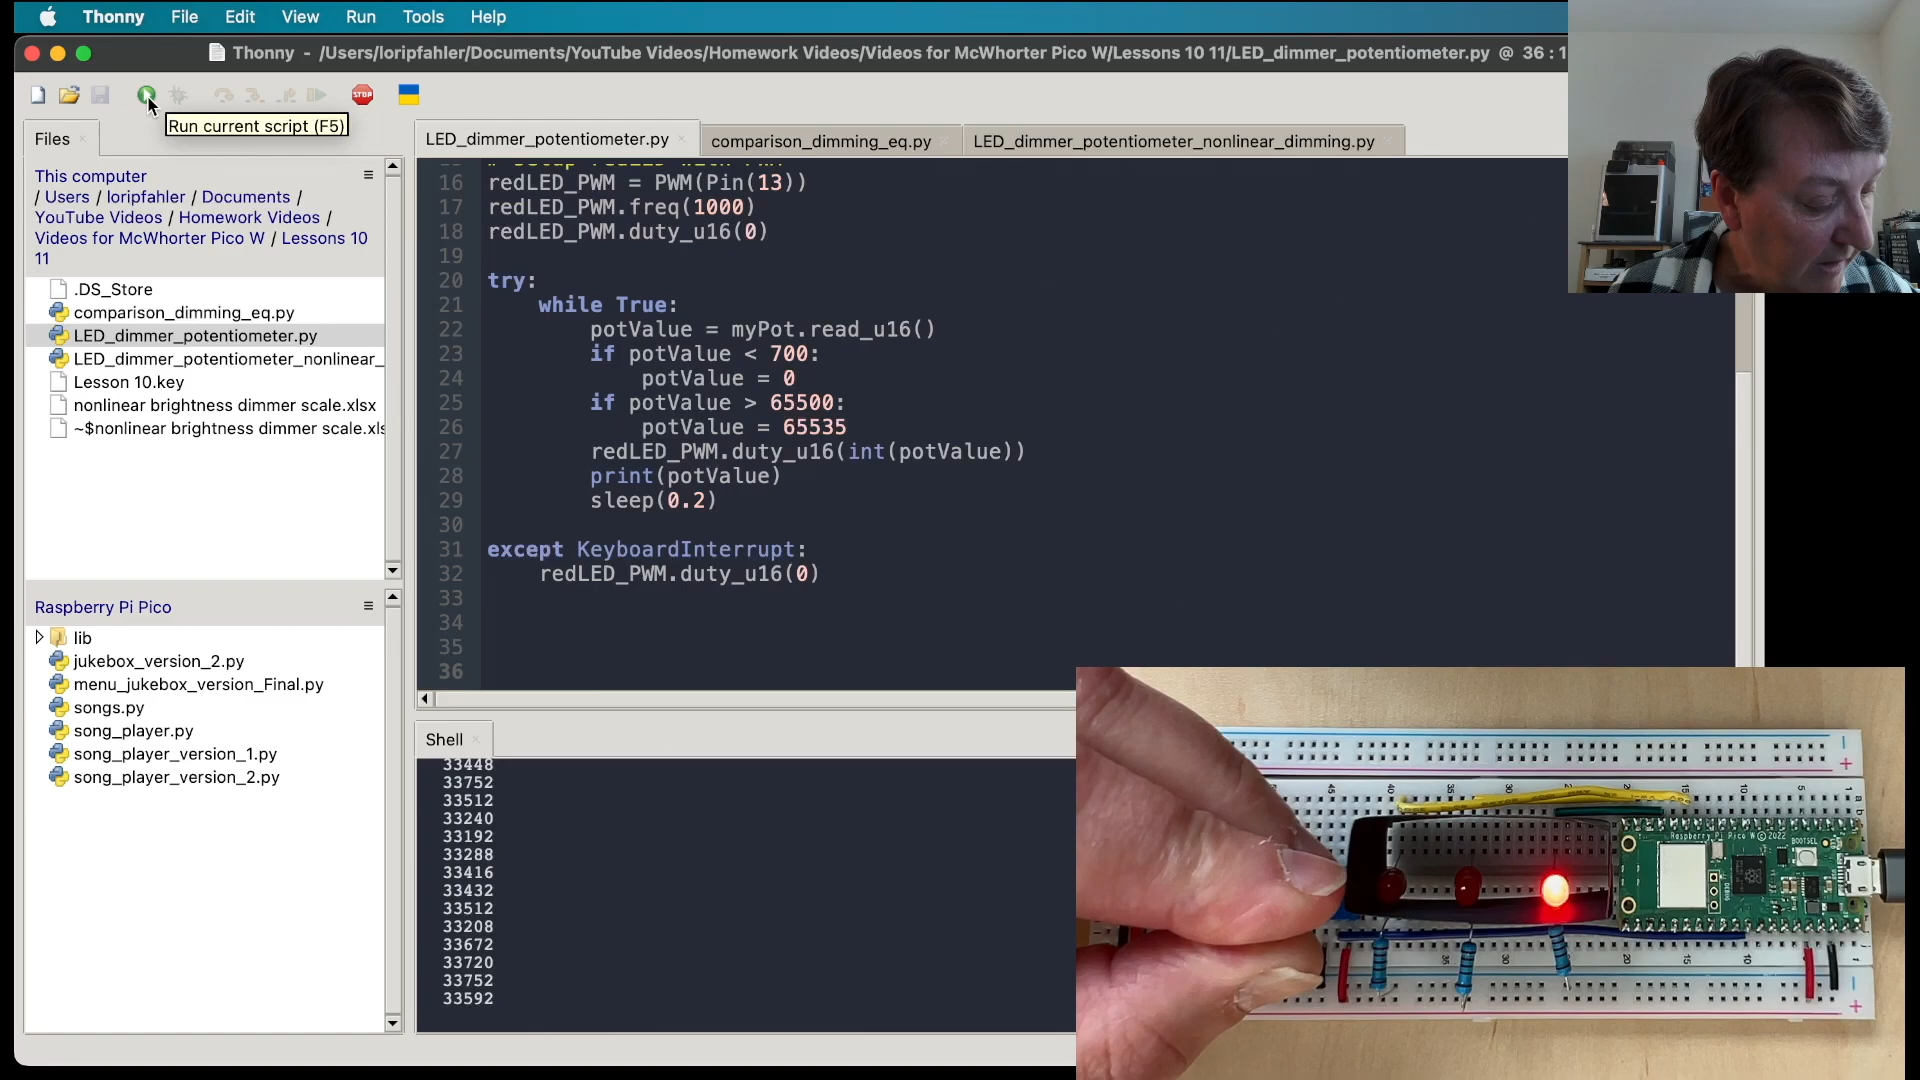 Thonny File Edit View Run Tools Help
Thonny - /Users/loripfahler/Documents/YouTube Videos/Homework Videos/Videos for McWhorter Pico W/Lessons 10 11/LED_dimmer_potentiometer.py @ 36 : 1
STOP
Run current script (F5)
Files
This computer
/ Users / loripfahler / Documents /
YouTube Videos / Homework Videos /
Videos for McWhorter Pico W / Lessons 10
11
.DS_Store
comparison_dimming_eq.py
LED_dimmer_potentiometer.py
LED_dimmer_potentiometer_nonlinear_
Lesson 10.key
nonlinear brightness dimmer scale.xlsx
~$nonlinear brightness dimmer scale.xls
Raspberry Pi Pico
lib
jukebox_version_2.py
menu_jukebox_version_Final.py
songs.py
song_player.py
song_player_version_1.py
song_player_version_2.py
LED_dimmer_potentiometer.py comparison_dimming_eq.py LED_dimmer_potentiometer_nonlinear_dimming.py
16 redLED_PWM = PWM(Pin(13))
17 redLED_PWM.freq(1000)
18 redLED_PWM.duty_u16(0)
19
20 try:
21 while True:
22 potValue = myPot.read_u16()
23 if potValue < 700:
24 potValue = 0
25 if potValue > 65500:
26 potValue = 65535
27 redLED_PWM.duty_u16(int(potValue))
28 print(potValue)
29 sleep(0.2)
30
31 except KeyboardInterrupt:
32 redLED_PWM.duty_u16(0)
33
34
35
36
Shell
33448
33752
33512
33240
33192
33288
33416
33432
33512
33208
33672
33720
33752
33592
Raspberry Pi Pico W © 2022
BOOTSEL